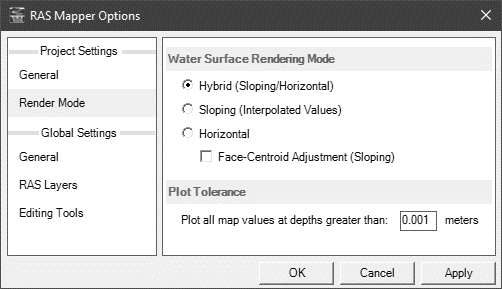 RAS Mapper Options
Project Settings
General
Render Mode
Global Settings
General
RAS Layers
Editing Tools
Water Surface Rendering Mode
Hybrid (Sloping/Horizontal)
Sloping (Interpolated Values)
Horizontal
Face-Centroid Adjustment (Sloping)
Plot Tolerance
Plot all map values at depths greater than: 0.001 meters
OK Cancel Apply